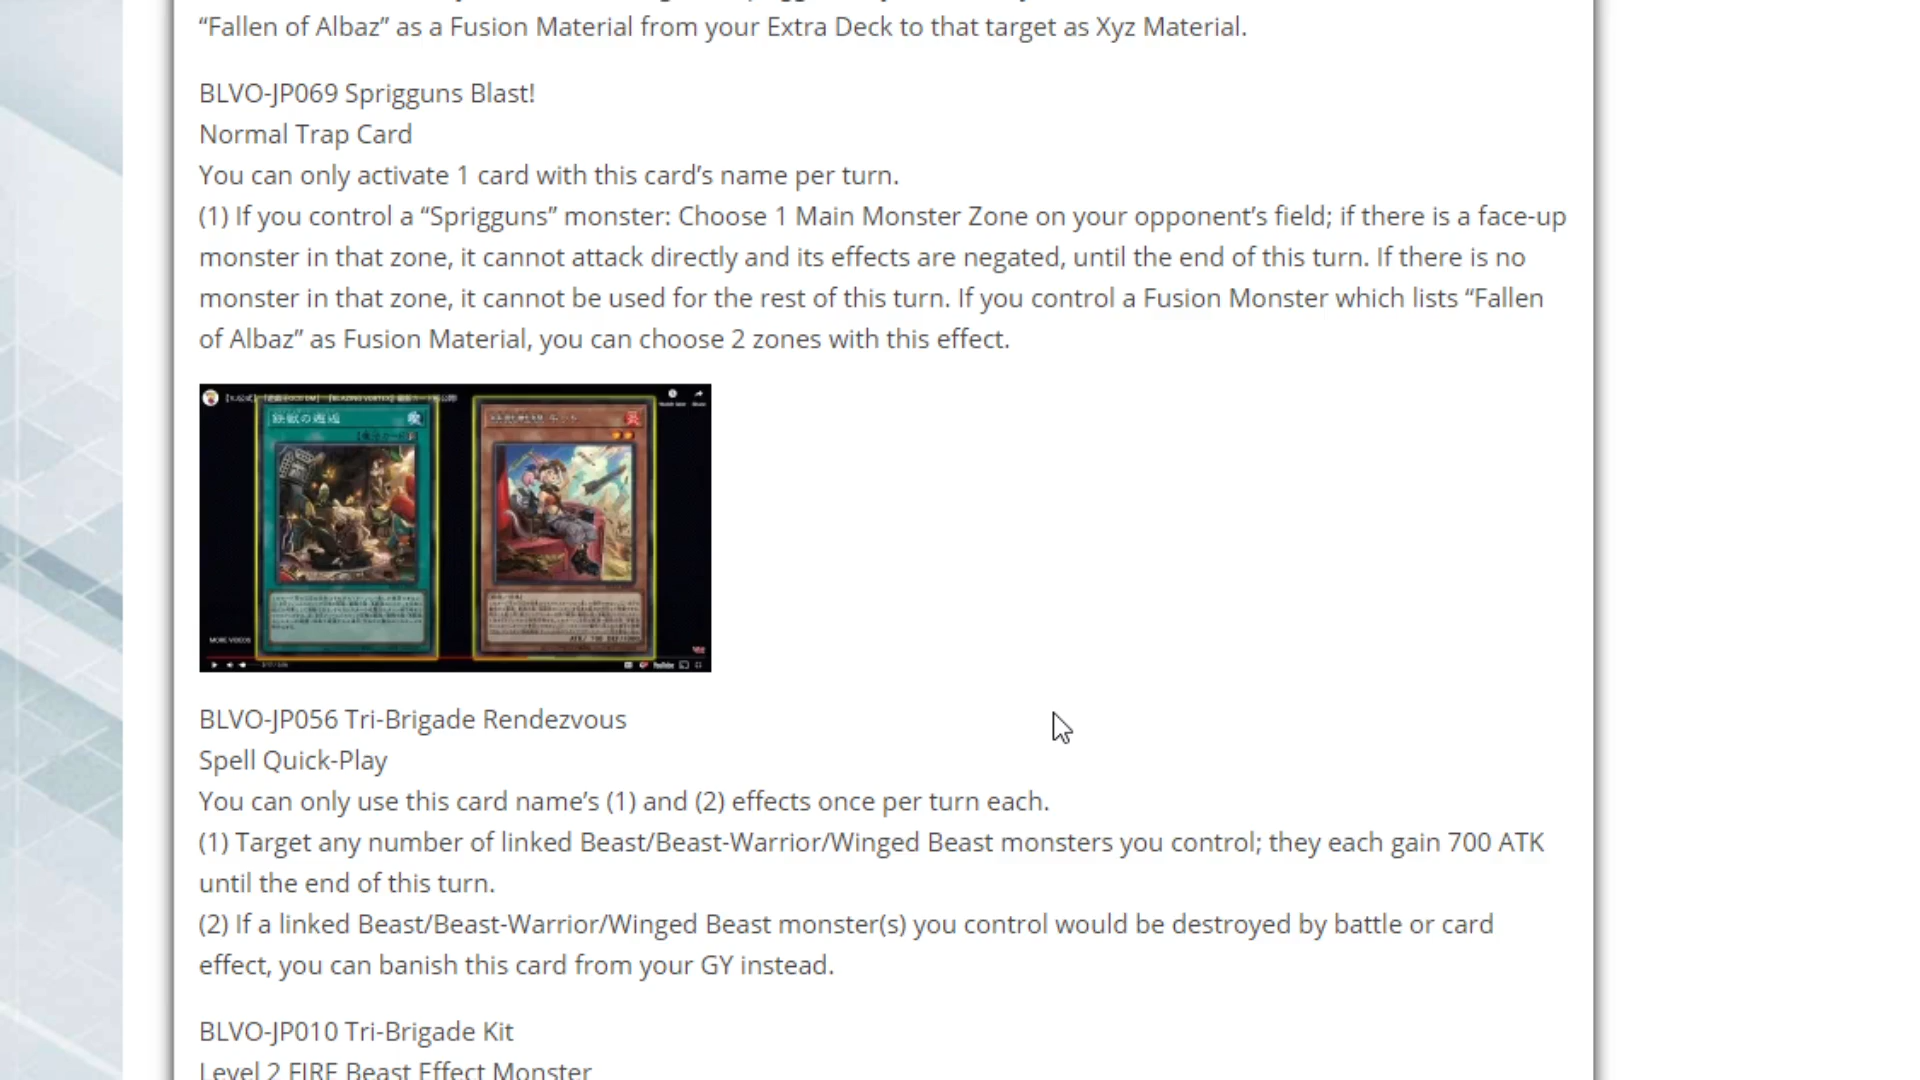 “Fallen of Albaz” as a Fusion Material from your Extra Deck to that target as Xyz Material.
BLVO-JP069 Sprigguns Blast!
Normal Trap Card
You can only activate 1 card with this card’s name per turn.
(1) If you control a “Sprigguns” monster: Choose 1 Main Monster Zone on your opponent’s field; if there is a face-up
monster in that zone, it cannot attack directly and its effects are negated, until the end of this turn. If there is no
monster in that zone, it cannot be used for the rest of this turn. If you control a Fusion Monster which lists “Fallen
of Albaz” as Fusion Material, you can choose 2 zones with this effect.
鉄獣の邂逅
MORE VIDEOS
YouTube
BLVO-JP056 Tri-Brigade Rendezvous
Spell Quick-Play
You can only use this card name’s (1) and (2) effects once per turn each.
(1) Target any number of linked Beast/Beast-Warrior/Winged Beast monsters you control; they each gain 700 ATK
until the end of this turn.
(2) If a linked Beast/Beast-Warrior/Winged Beast monster(s) you control would be destroyed by battle or card
effect, you can banish this card from your GY instead.
BLVO-JP010 Tri-Brigade Kit
Level 2 FIRE Beast Effect Monster